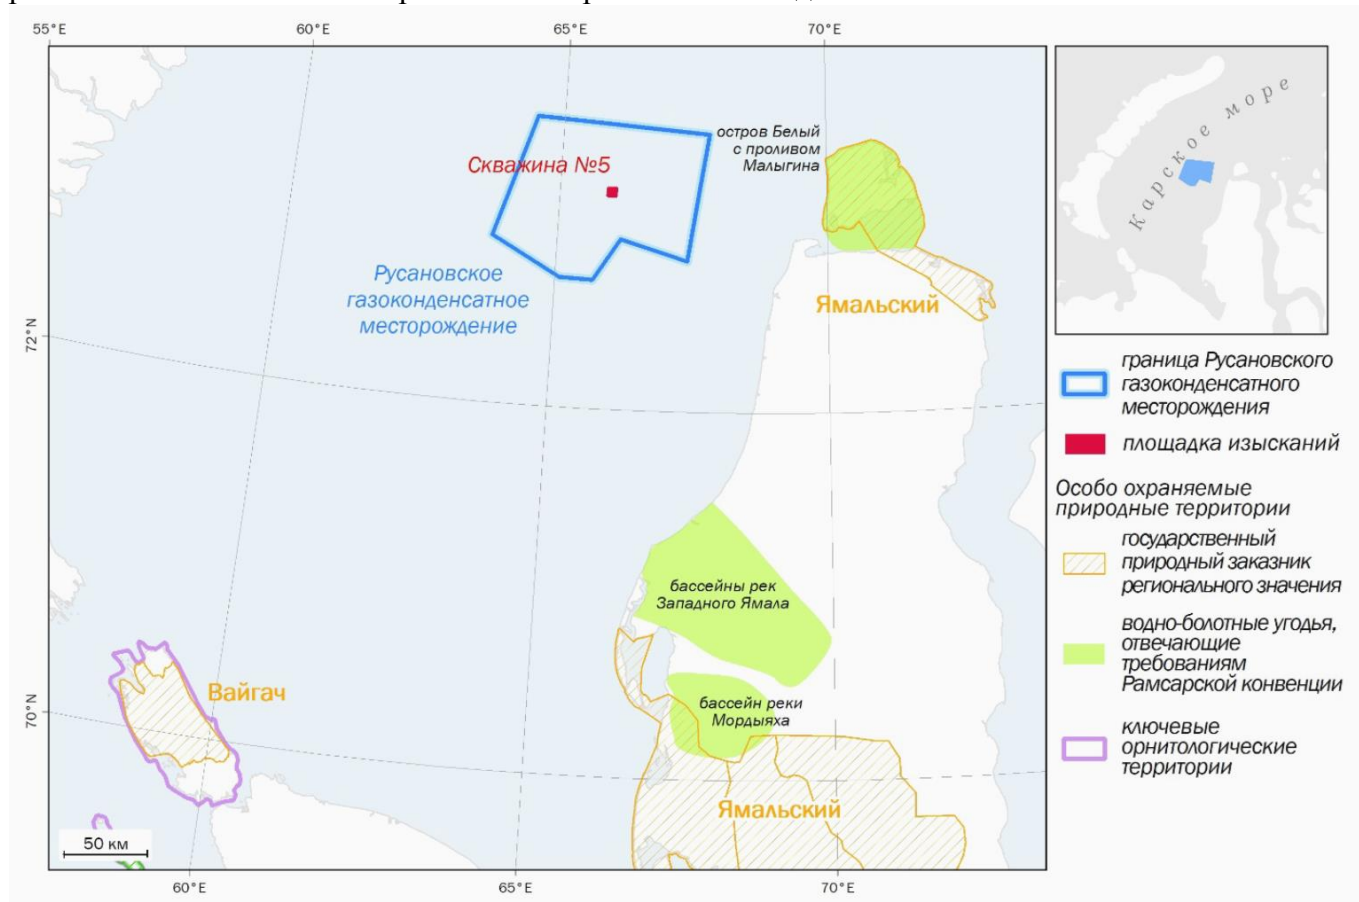 55°E
60°E
65°E
70°E
остров Белый
с проливом
Малыгина
Скважина №5
Русановское
газоконденсатное
месторождение
Ямальский
72°N
бассейны рек
Западного Ямала
Вайгач
70°N
бассейн реки
Мордыяха
Ямальский
50 км
60°E
65°E
70°E
Карское море
граница Русановского
газоконденсатного
месторождения
площадка изысканий
Особо охраняемые
природные территории
государственный
природный заказник
регионального значения
водно-болотные угодья,
отвечающие
требованиям
Рамсарской конвенции
ключевые
орнитологические
территории